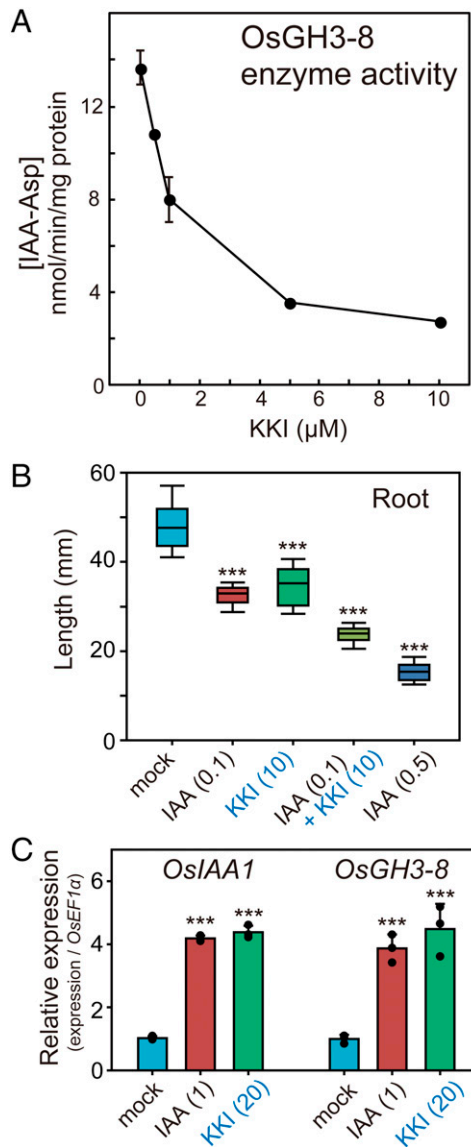 A
OsGH3-8
enzyme activity
[IAA-Asp]
nmol/min/mg protein
12
8
4
0
0
2
4
6
8
10
KKI (μM)
B
Root
Length (mm)
60
40
20
0
***
***
***
***
mock
IAA (0.1)
KKI (10)
IAA (0.1)
+ KKI (10)
IAA (0.5)
C
OsIAA1
OsGH3-8
Relative expression
(expression / OsEF1α)
6
4
2
0
***
***
***
***
mock
IAA (1)
KKI (20)
mock
IAA (1)
KKI (20)